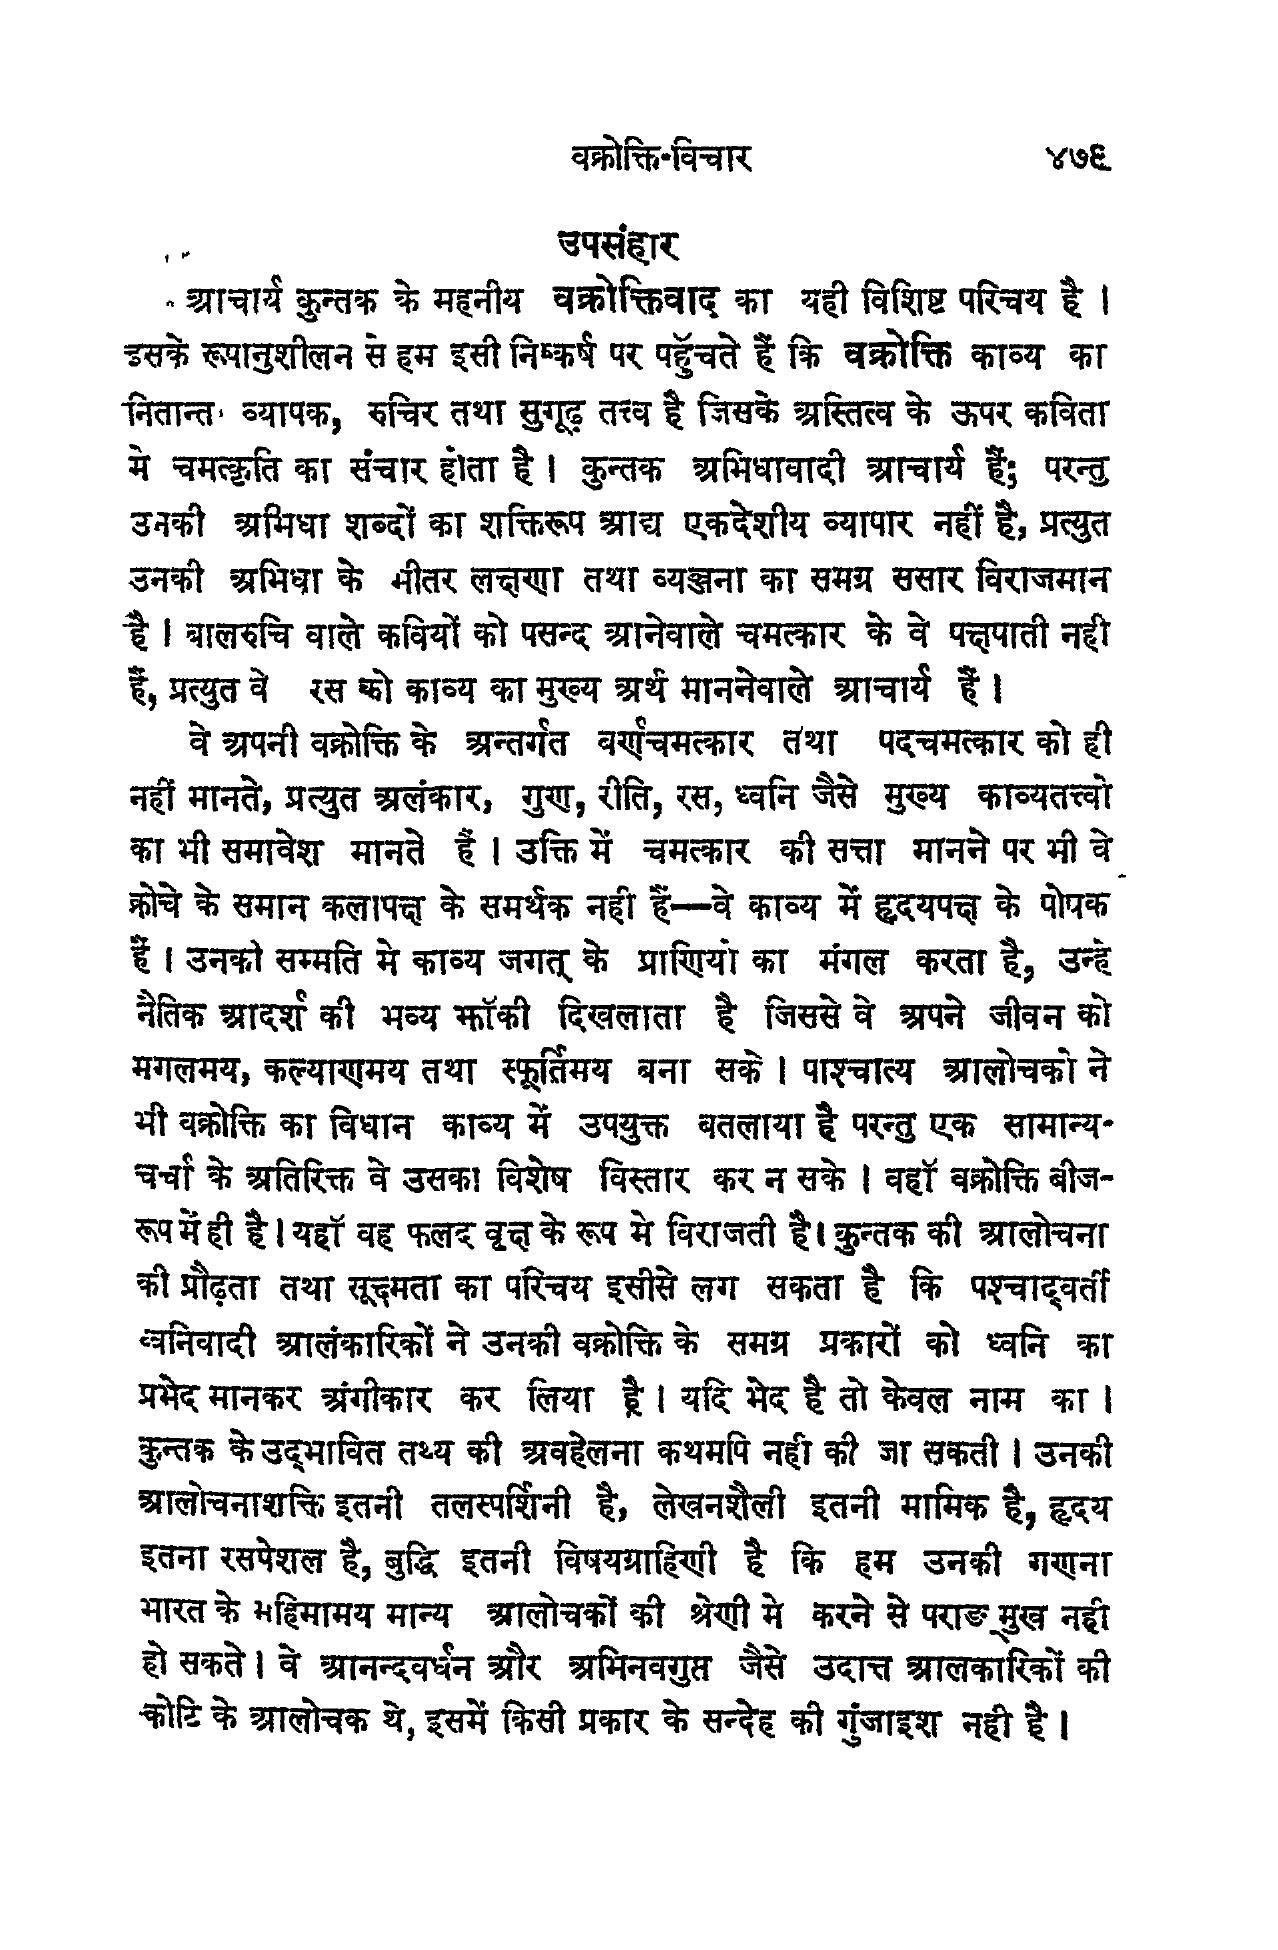 वक्रोक्ति-विचार ४७९
उपसंहार
आचार्य कुन्तक के महनीय वक्रोक्तिवाद का यही विशिष्ट परिचय है ।
इसके रूपानुशीलन से हम इसी निष्कर्ष पर पहुँचते हैं कि वक्रोक्ति काव्य का
नितान्त व्यापक, रुचिर तथा सुगूढ़ तत्त्व है जिसके अस्तित्व के ऊपर कविता
मे चमत्कृति का संचार होता है । कुन्तक अभिधावादी आचार्य हैं; परन्तु
उनकी अभिधा शब्दों का शक्तिरूप आद्य एकदेशीय व्यापार नहीं है, प्रत्युत
उनकी अभिधा के भीतर लक्षणा तथा व्यञ्जना का समग्र ससार विराजमान
है । बालरुचि वाले कवियों को पसन्द आनेवाले चमत्कार के वे पक्षपाती नही
हैं, प्रत्युत वे रस को काव्य का मुख्य अर्थ माननेवाले आचार्य हैं ।
वे अपनी वक्रोक्ति के अन्तर्गत वर्णचमत्कार तथा पदचमत्कार को ही
नहीं मानते, प्रत्युत अलंकार, गुण, रीति, रस, ध्वनि जैसे मुख्य काव्यतत्त्वो
का भी समावेश मानते हैं । उक्ति में चमत्कार की सत्ता मानने पर भी वे
क्रोचे के समान कलापक्ष के समर्थक नही हैं—वे काव्य में हृदयपक्ष के पोषक
हैं । उनकी सम्मति मे काव्य जगत् के प्राणियो का मंगल करता है, उन्हे
नैतिक आदर्श की भव्य झाँकी दिखलाता है जिससे वे अपने जीवन को
मगलमय, कल्याणमय तथा स्फूर्तिमय बना सके । पाश्चात्य आलोचको ने
भी वक्रोक्ति का विधान काव्य में उपयुक्त बतलाया है परन्तु एक सामान्य-
चर्चा के अतिरिक्त वे उसका विशेष विस्तार कर न सके । वहाँ वक्रोक्ति बीज-
रूप में ही है । यहाँ वह फलद वृक्ष के रूप मे विराजती है। कुन्तक की आलोचना
की प्रौढ़ता तथा सूक्ष्मता का परिचय इसीसे लग सकता है कि पश्चाद्वर्ती
ध्वनिवादी आलंकारिकों ने उनकी वक्रोक्ति के समग्र प्रकारों को ध्वनि का
प्रभेद मानकर अंगीकार कर लिया है । यदि भेद है तो केवल नाम का ।
कुन्तक के उद्भावित तथ्य की अवहेलना कथमपि नही की जा सकती । उनकी
आलोचनाशक्ति इतनी तलस्पर्शिनी है, लेखनशैली इतनी मामिक है, हृदय
इतना रसपेशल है, बुद्धि इतनी विषयग्राहिणी है कि हम उनकी गणना
भारत के महिमामय मान्य आलोचकों की श्रेणी मे करने से पराङ्मुख नही
हो सकते । वे आनन्दवर्धन और अभिनवगुप्त जैसे उदात्त आलकारिकों की
कोटि के आलोचक थे, इसमें किसी प्रकार के सन्देह की गुंजाइश नही है ।